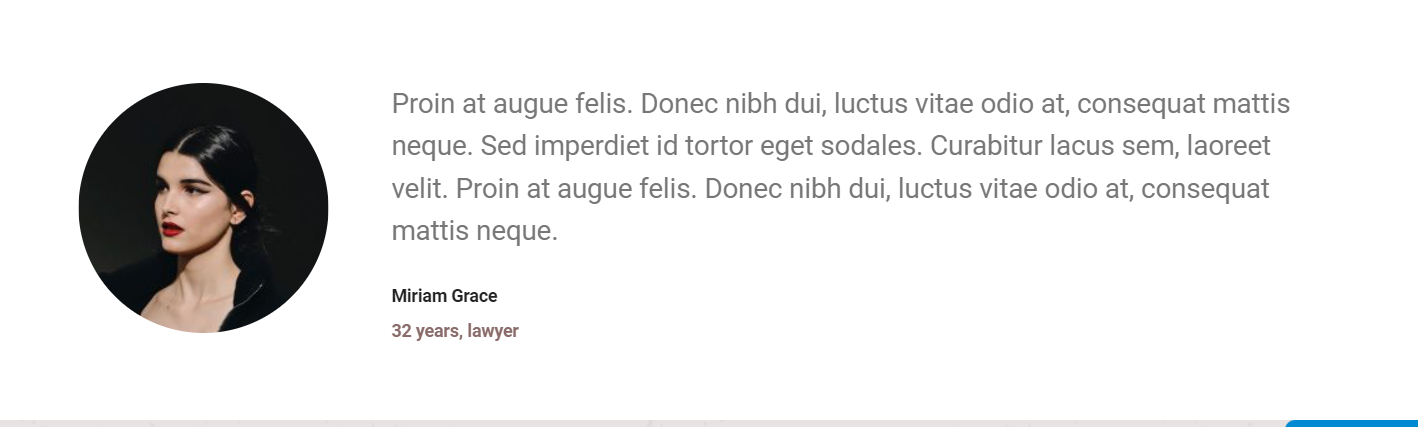 Proin at augue felis. Donec nibh dui, luctus vitae odio at, consequat mattis
neque. Sed imperdiet id tortor eget sodales. Curabitur lacus sem, laoreet
velit. Proin at augue felis. Donec nibh dui, luctus vitae odio at, consequat
mattis neque.
Miriam Grace
32 years, lawyer